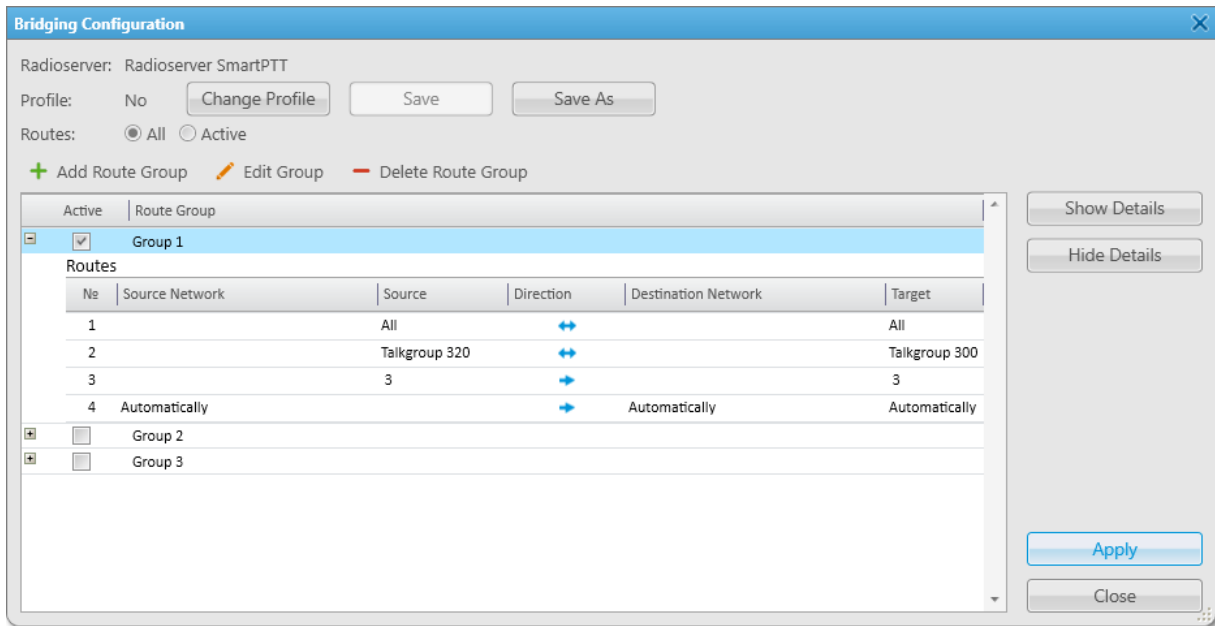 Bridging Configuration
Radioserver: Radioserver SmartPTT
Profile: No Change Profile Save Save As
Routes: All Active
Add Route Group Edit Group Delete Route Group
Active Route Group Show Details
Group 1
Hide Details
Routes
№ Source Network Source Direction Destination Network Target
1 All All
2 Talkgroup 320 Talkgroup 300
3 3 3
4 Automatically Automatically Automatically
Group 2
Group 3
Apply
Close